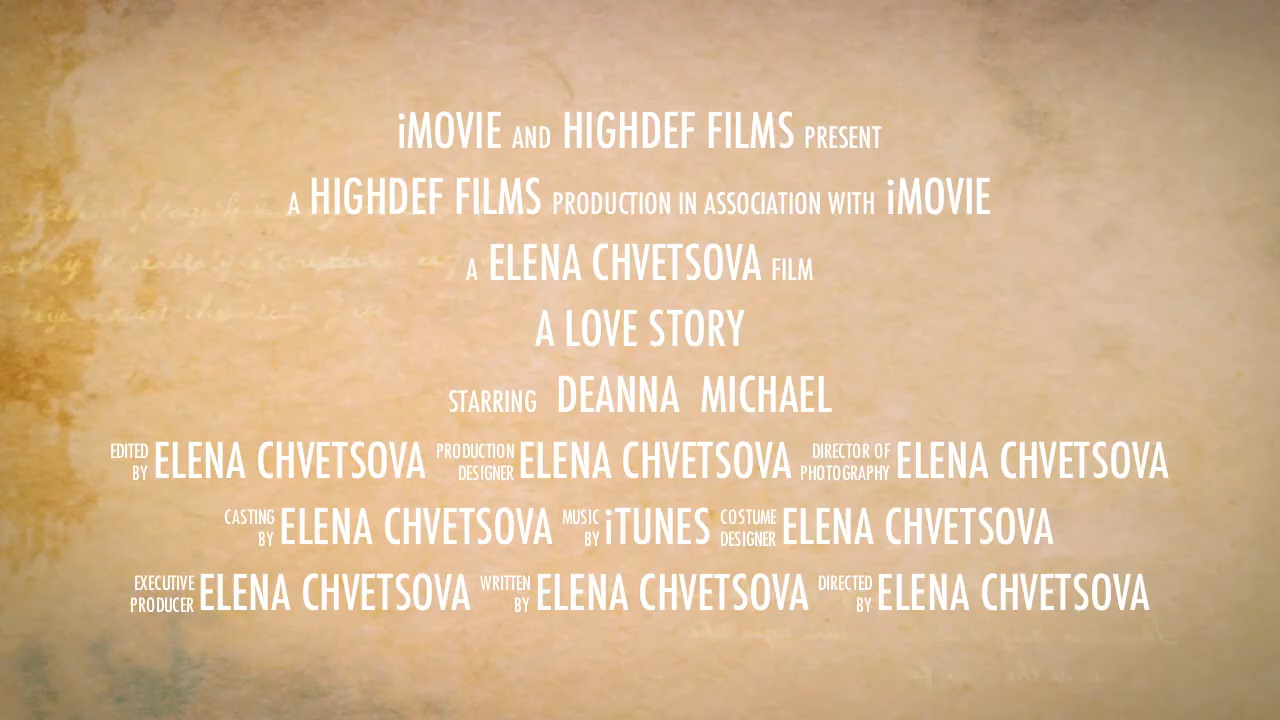 iMOVIE AND HIGHDEF FILMS PRESENT
A HIGHDEF FILMS PRODUCTION IN ASSOCIATION WITH iMOVIE
A ELENA CHVETSOVA FILM
A LOVE STORY
STARRING DEANNA MICHAEL
EDITED BY ELENA CHVETSOVA PRODUCTION DESIGNER ELENA CHVETSOVA DIRECTOR OF PHOTOGRAPHY ELENA CHVETSOVA
CASTING BY ELENA CHVETSOVA MUSIC BY iTUNES COSTUME DESIGNER ELENA CHVETSOVA
EXECUTIVE PRODUCER ELENA CHVETSOVA WRITTEN BY ELENA CHVETSOVA DIRECTED BY ELENA CHVETSOVA